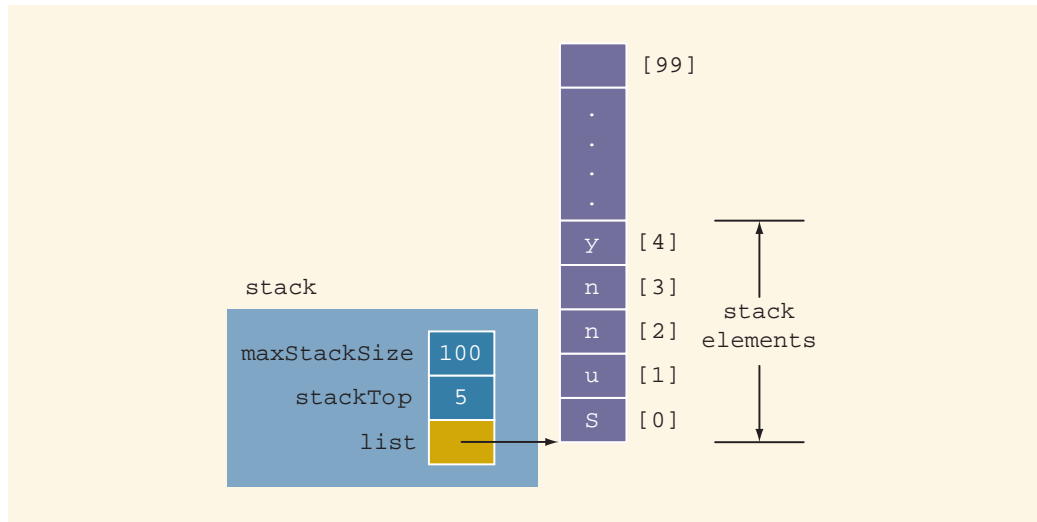 [99]
.
.
.
.
y [4]
n [3]
n [2]
u [1]
S [0]
stack
elements
stack
maxStackSize 100
stackTop 5
list